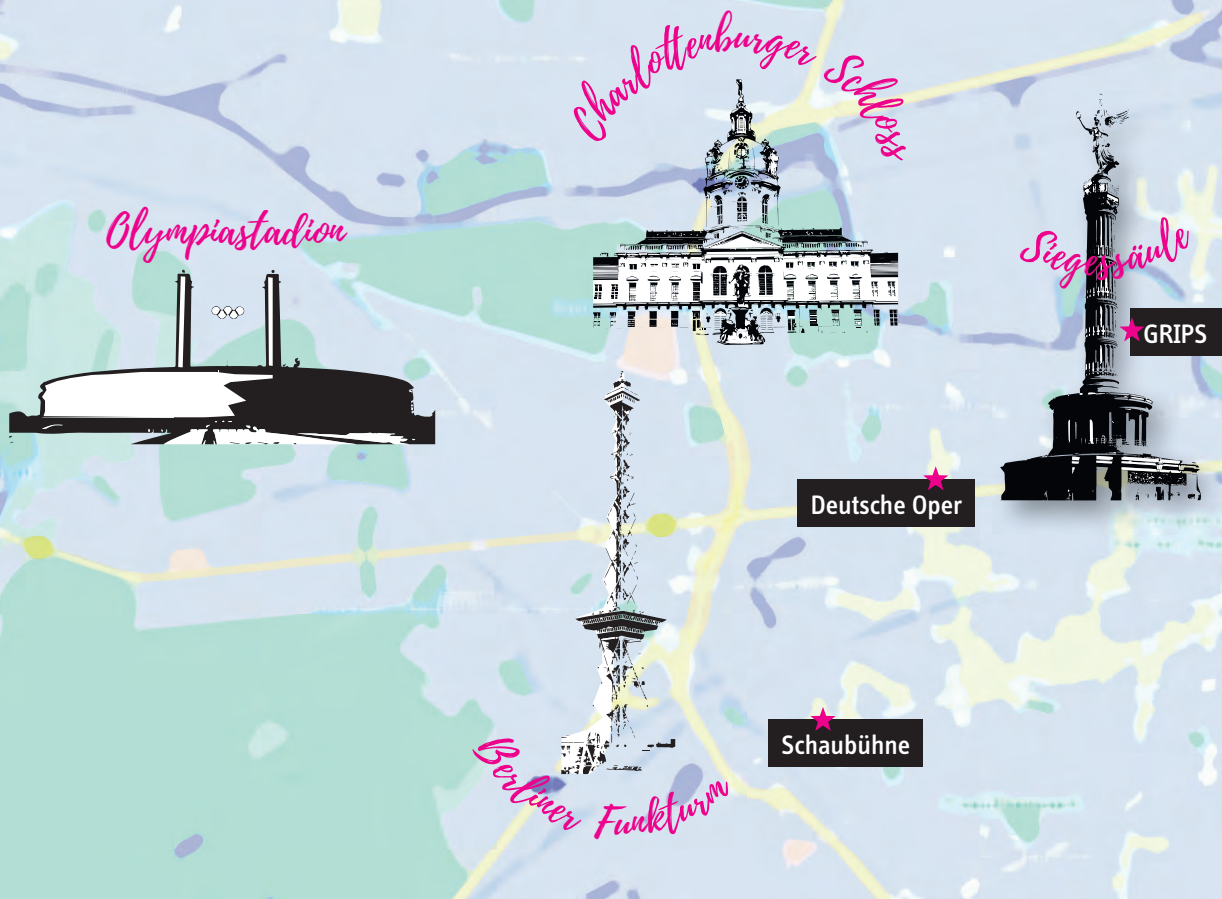 Charlottenburger Schloss
Olympiastadion
Siegessäule
GRIPS
Deutsche Oper
Schaubühne
Berliner Funkturm